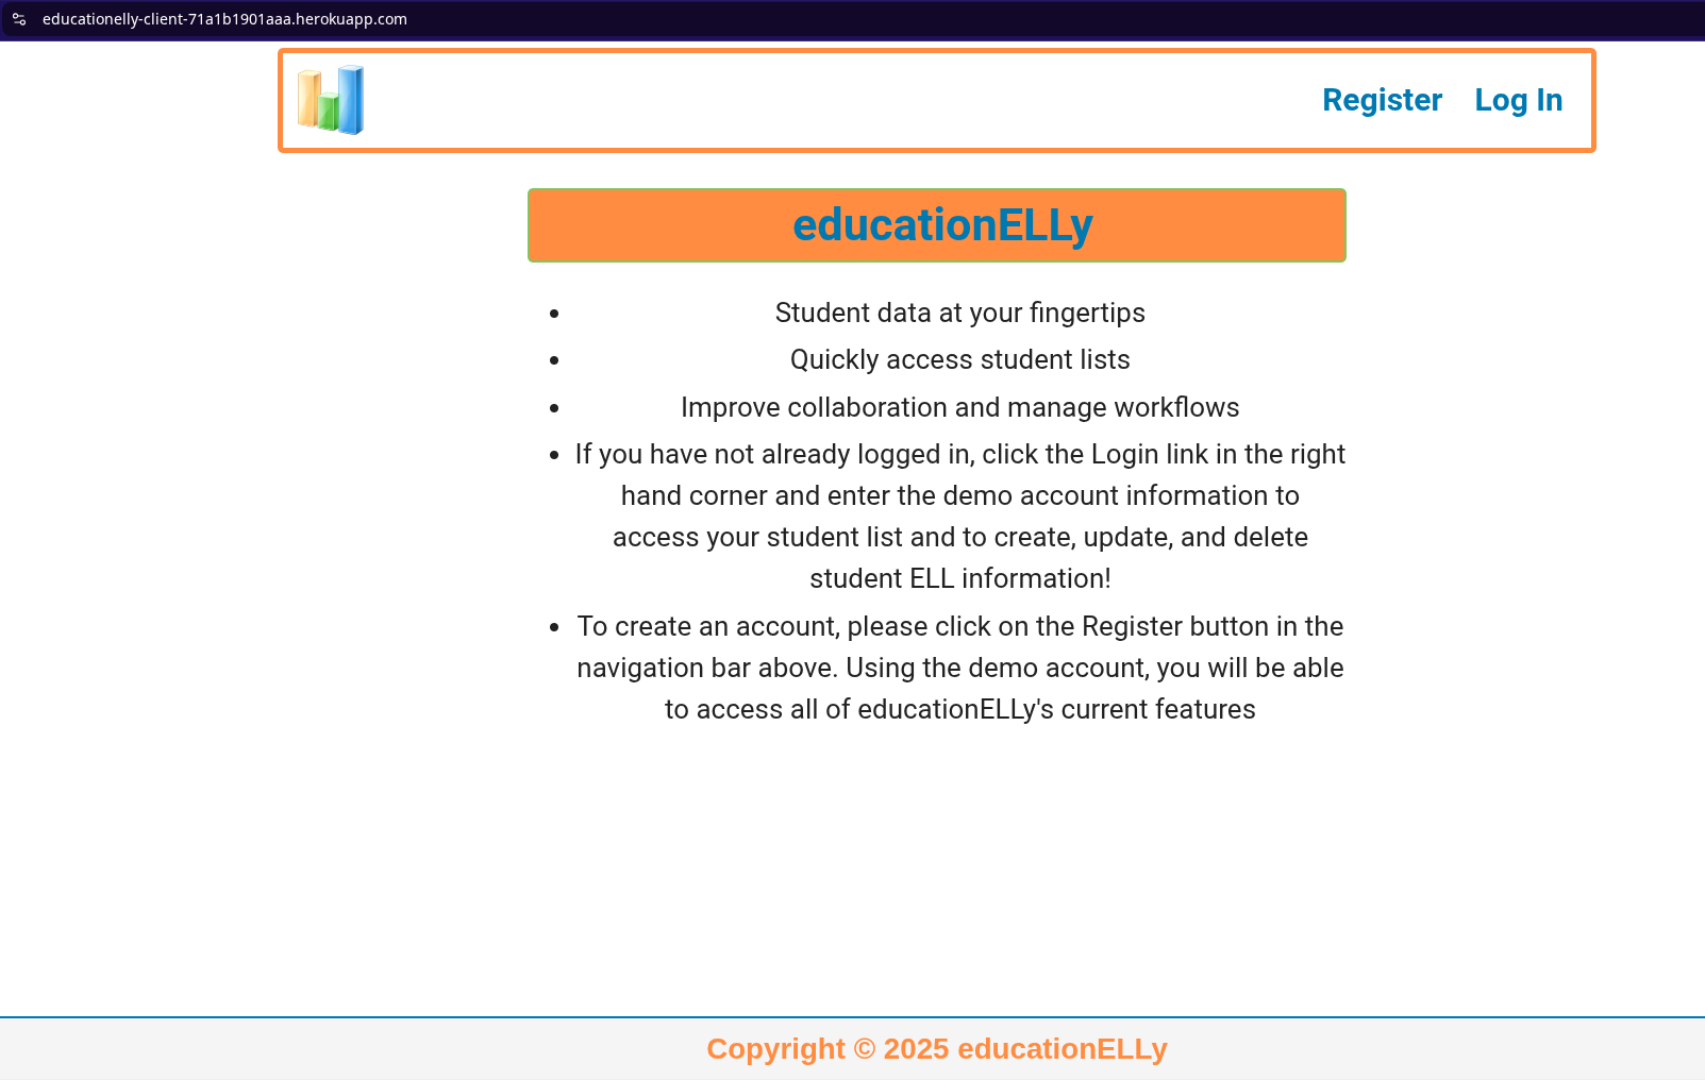 educationelly-client-71a1b1901aaa.herokuapp.com
Register Log In
educationELLy
• Student data at your fingertips
• Quickly access student lists
• Improve collaboration and manage workflows
• If you have not already logged in, click the Login link in the right
hand corner and enter the demo account information to
access your student list and to create, update, and delete
student ELL information!
• To create an account, please click on the Register button in the
navigation bar above. Using the demo account, you will be able
to access all of educationELLy's current features
Copyright © 2025 educationELLy